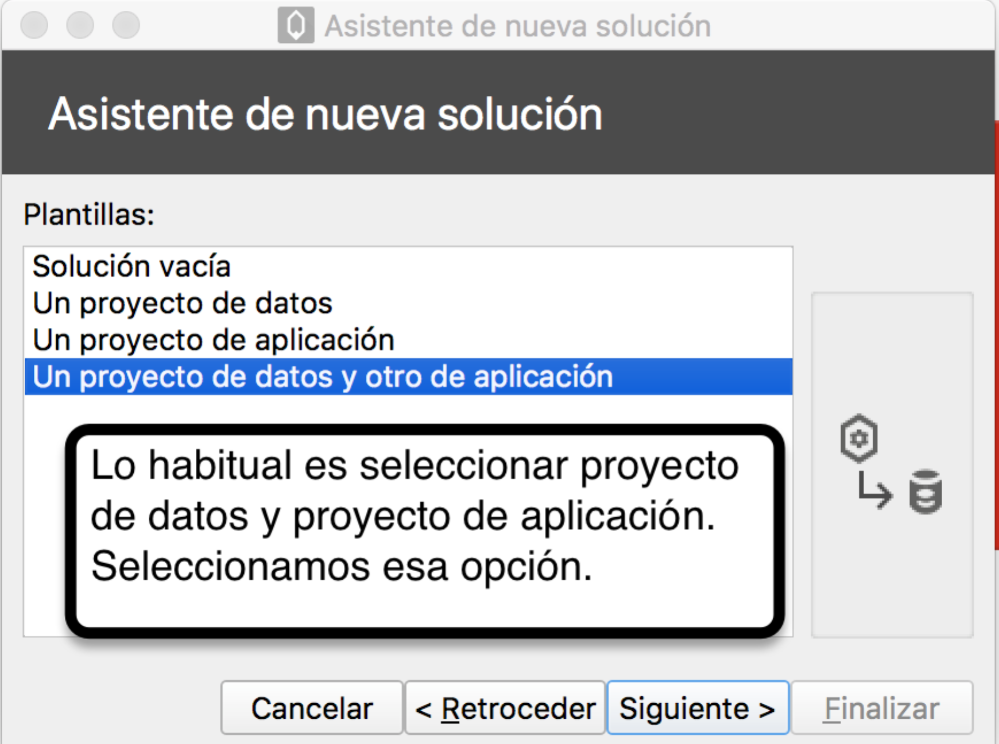 Asistente de nueva solución
Asistente de nueva solución
Plantillas:
Solución vacía
Un proyecto de datos
Un proyecto de aplicación
Un proyecto de datos y otro de aplicación
Lo habitual es seleccionar proyecto
de datos y proyecto de aplicación.
Seleccionamos esa opción.
Cancelar
< Retroceder
Siguiente >
Finalizar